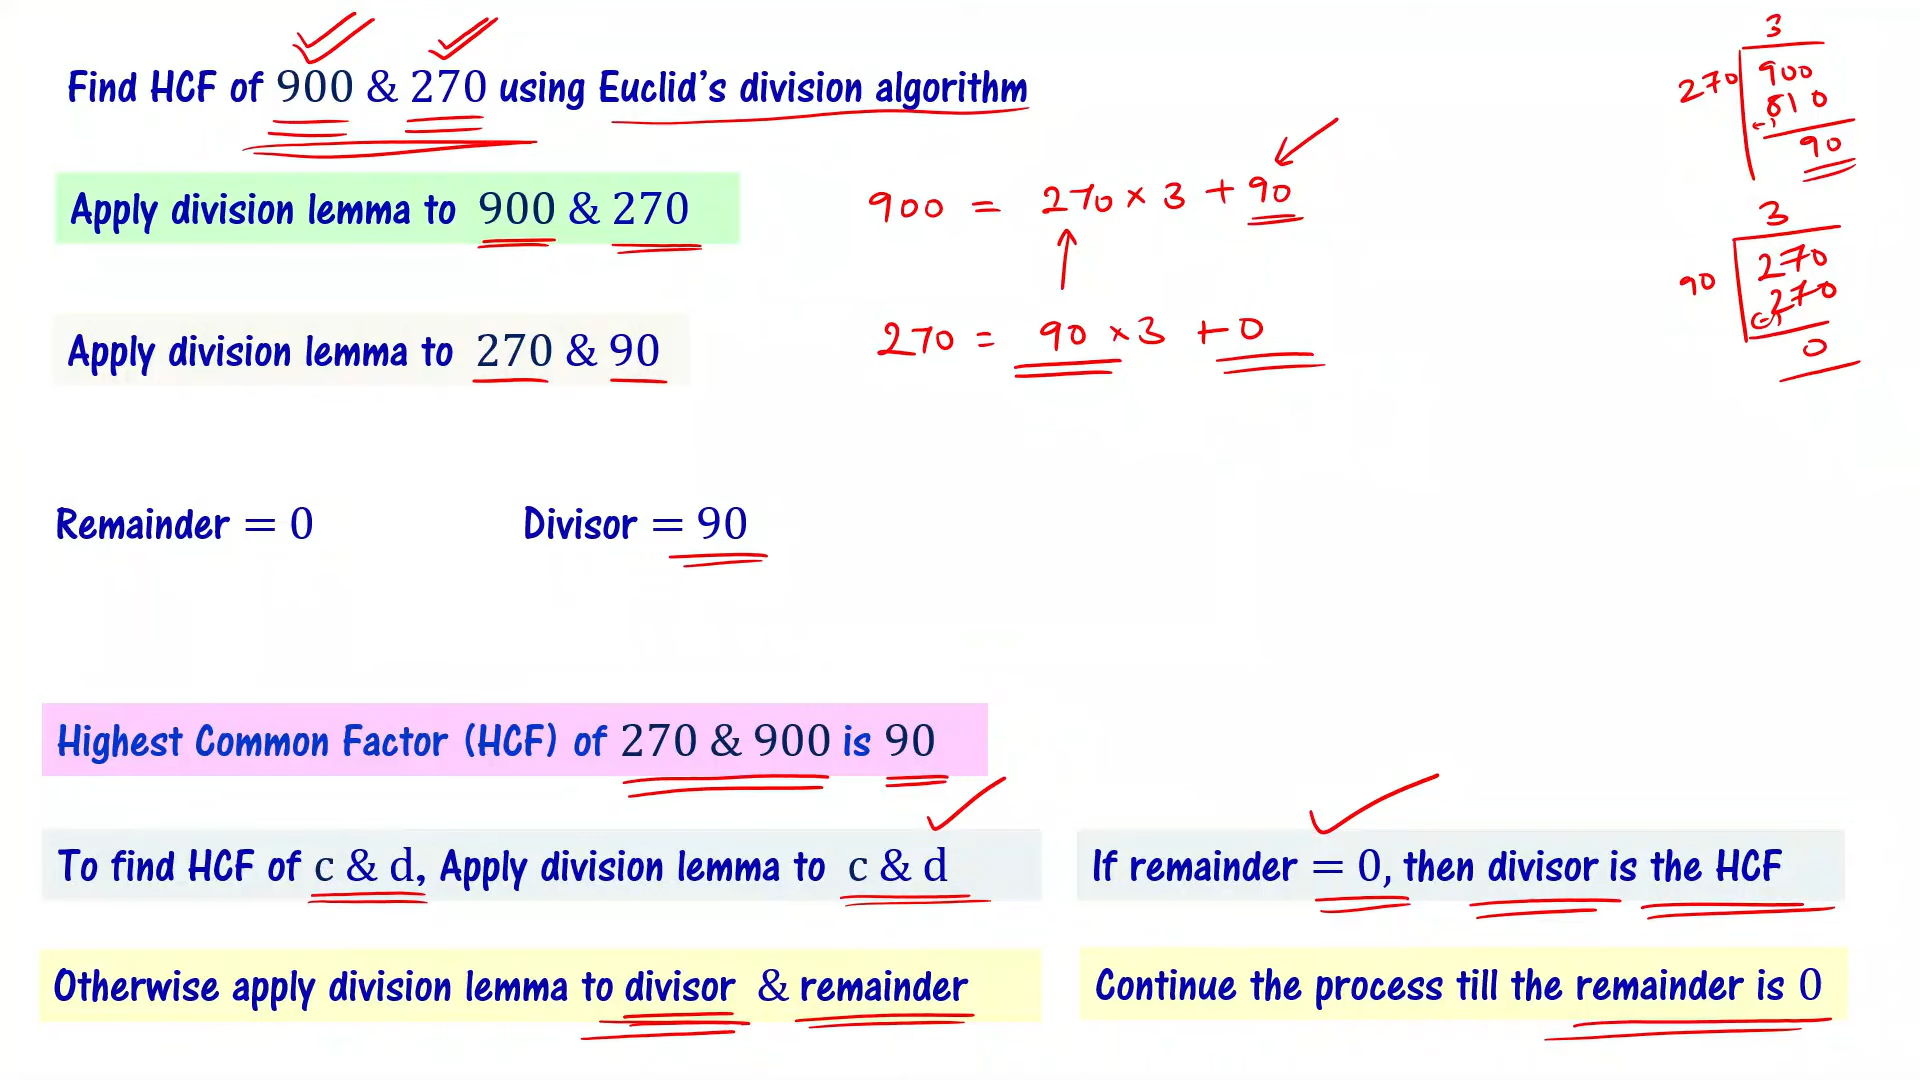 Find HCF of 900 & 270 using Euclid's division algorithm
Apply division lemma to 900 & 270
900 = 270 × 3 + 90
Apply division lemma to 270 & 90
270 = 90 × 3 + 0
3
270 900
(-) 810
90
3
90 270
(-) 270
0
Remainder = 0
Divisor = 90
Highest Common Factor (HCF) of 270 & 900 is 90
To find HCF of c & d, Apply division lemma to c & d
If remainder = 0, then divisor is the HCF
Otherwise apply division lemma to divisor & remainder
Continue the process till the remainder is 0